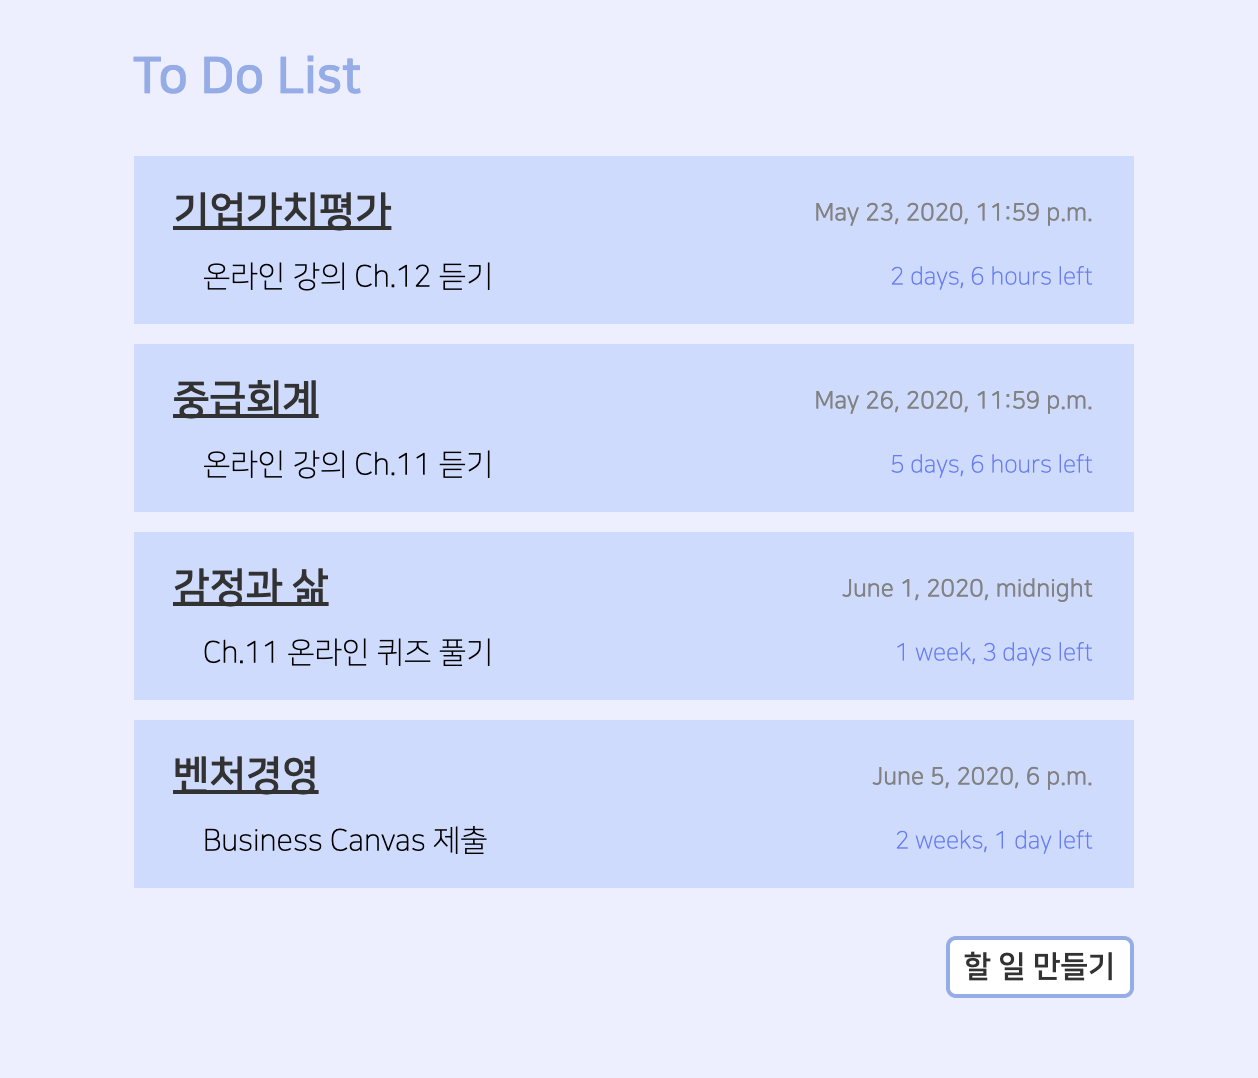 To Do List
기업가치평가
May 23, 2020, 11:59 p.m.
온라인 강의 Ch.12 듣기
2 days, 6 hours left
중급회계
May 26, 2020, 11:59 p.m.
온라인 강의 Ch.11 듣기
5 days, 6 hours left
감정과 삶
June 1, 2020, midnight
Ch.11 온라인 퀴즈 풀기
1 week, 3 days left
벤처경영
June 5, 2020, 6 p.m.
Business Canvas 제출
2 weeks, 1 day left
할 일 만들기